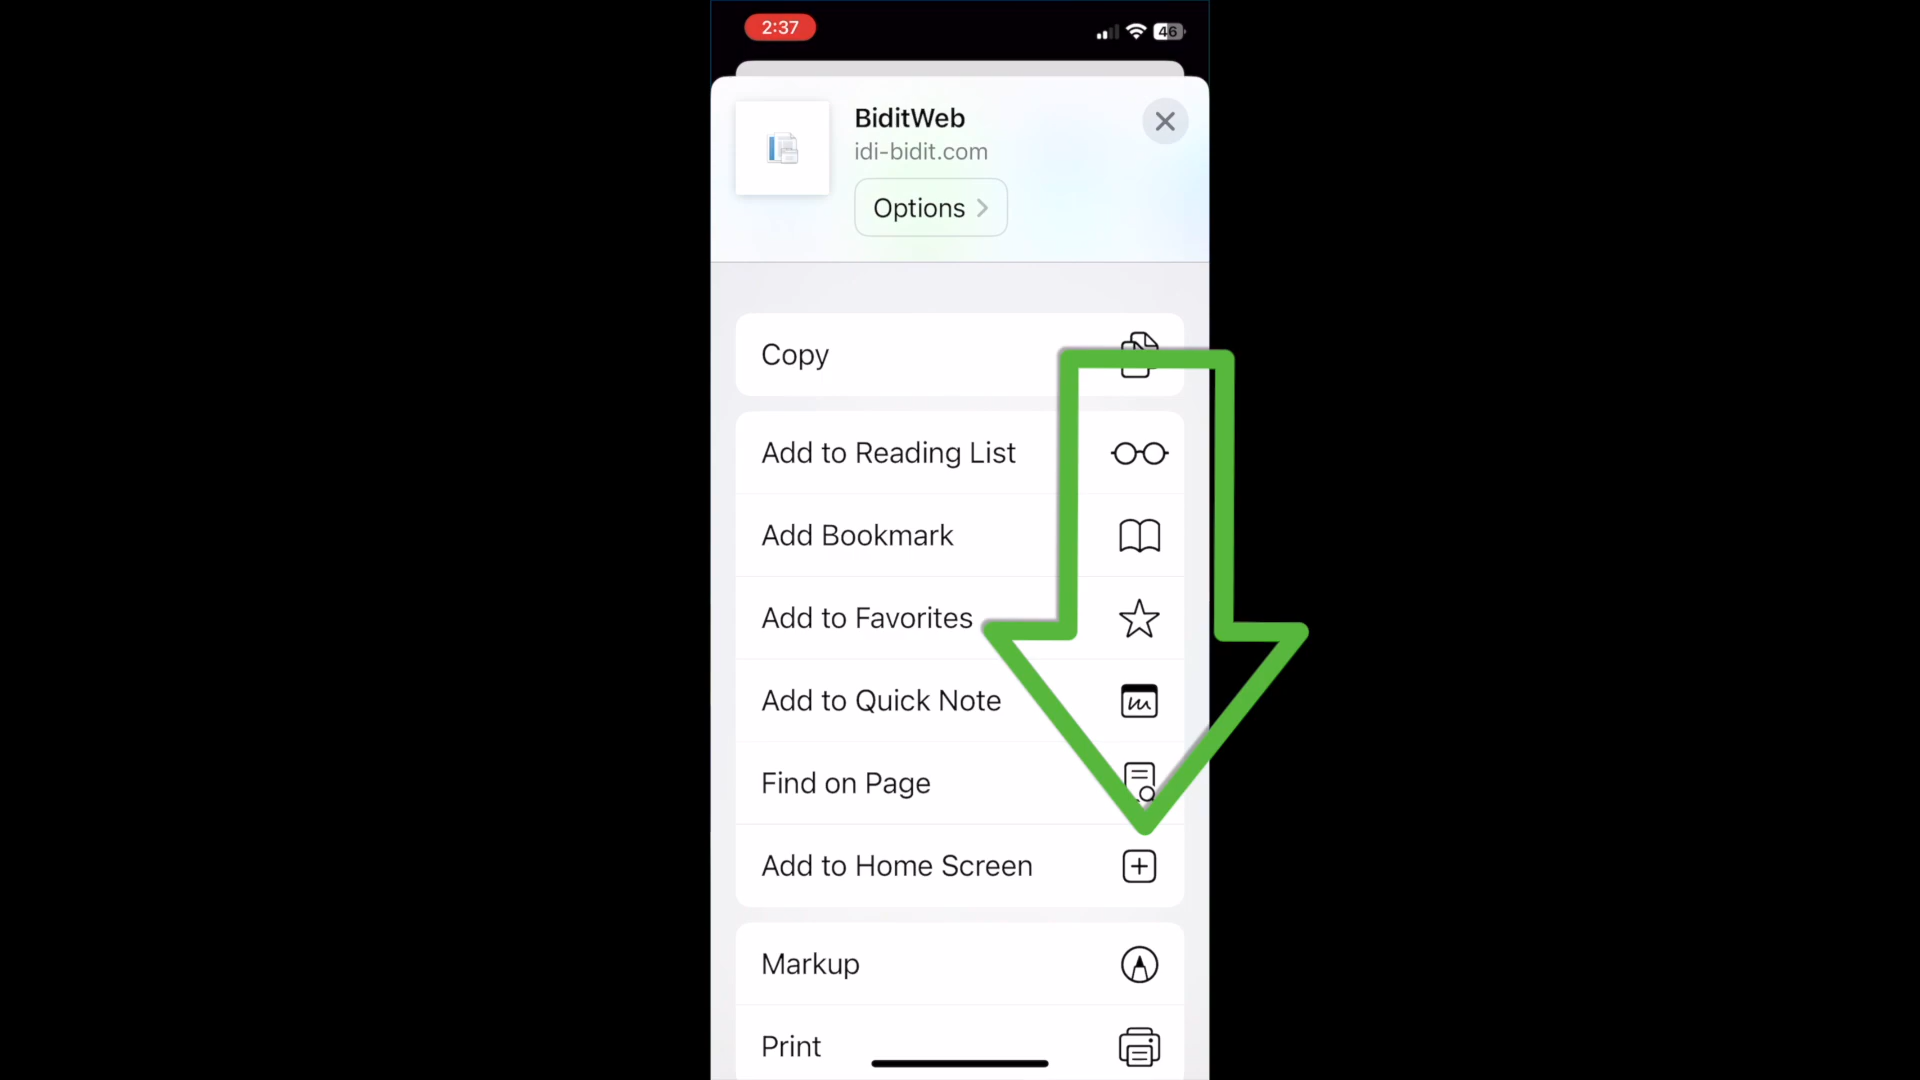 2:37
46
BiditWeb
idi-bidit.com
Options
Copy
Add to Reading List
Add Bookmark
Add to Favorites
Add to Quick Note
Find on Page
Add to Home Screen
Markup
Print